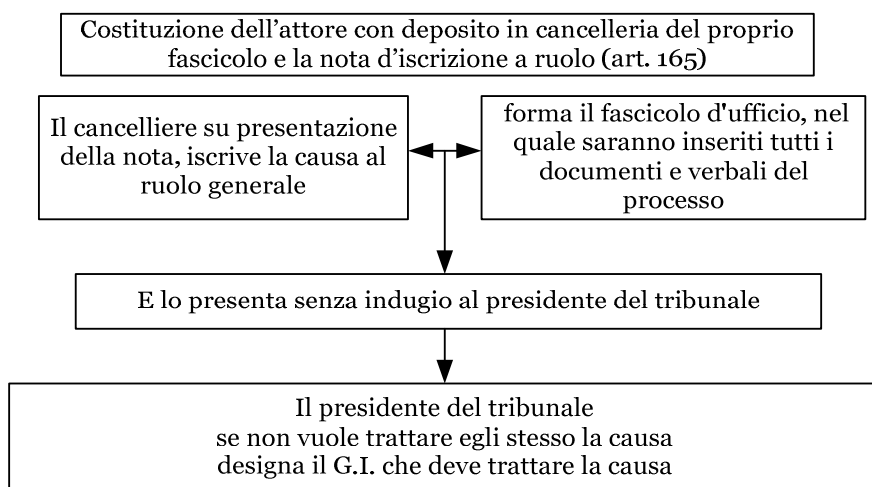 Costituzione dell’attore con deposito in cancelleria del proprio
fascicolo e la nota d’iscrizione a ruolo (art. 165)
Il cancelliere su presentazione
della nota, iscrive la causa al
ruolo generale
forma il fascicolo d'ufficio, nel
quale saranno inseriti tutti i
documenti e verbali del
processo
E lo presenta senza indugio al presidente del tribunale
Il presidente del tribunale
se non vuole trattare egli stesso la causa
designa il G.I. che deve trattare la causa